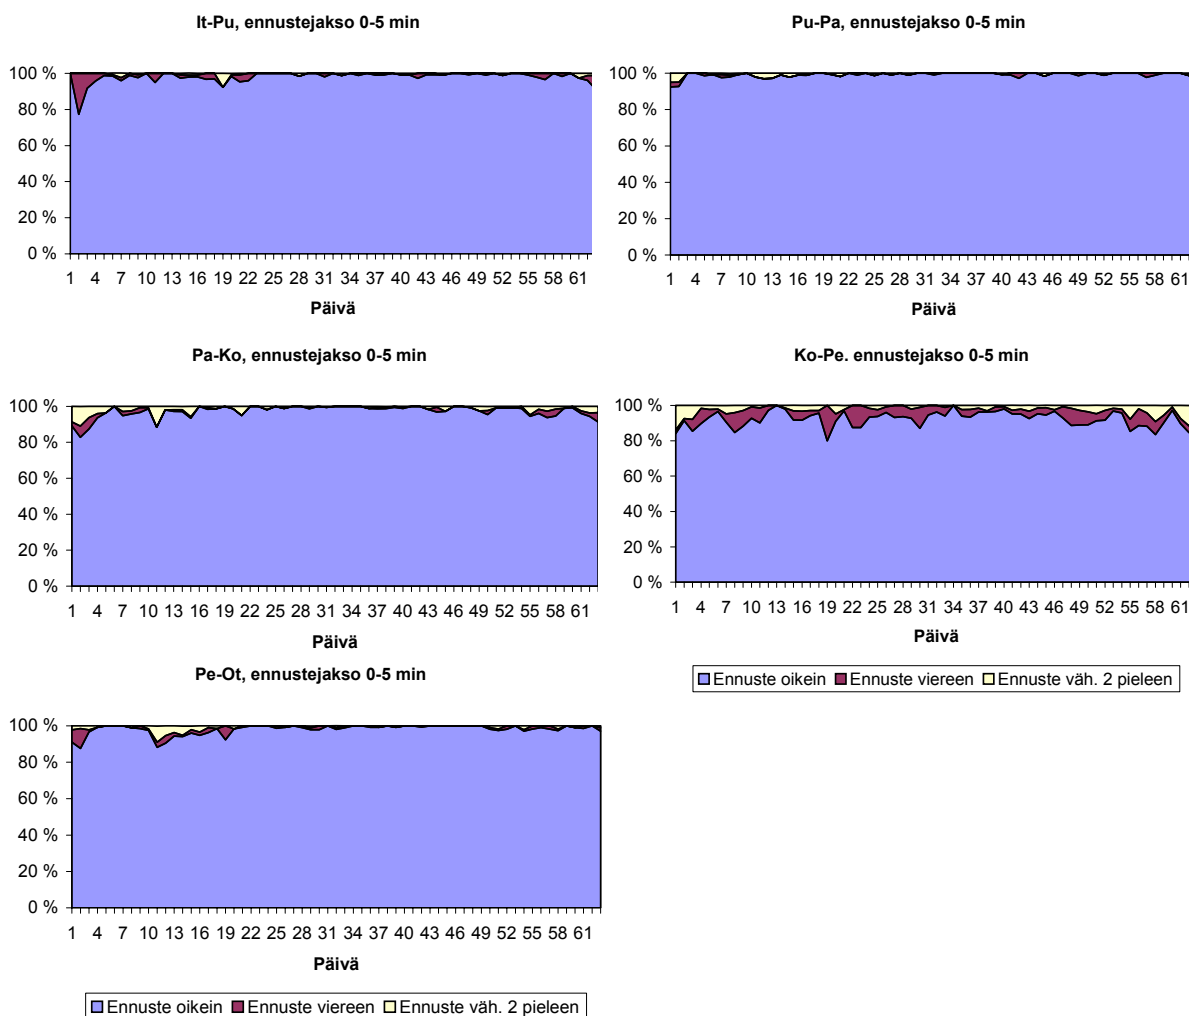 It-Pu, ennustejakso 0-5 min
100 %
80 %
60 %
40 %
20 %
0 %
1 4 7 10 13 16 19 22 25 28 31 34 37 40 43 46 49 52 55 58 61
Päivä
Pu-Pa, ennustejakso 0-5 min
100 %
80 %
60 %
40 %
20 %
0 %
1 4 7 10 13 16 19 22 25 28 31 34 37 40 43 46 49 52 55 58 61
Päivä
Pa-Ko, ennustejakso 0-5 min
100 %
80 %
60 %
40 %
20 %
0 %
1 4 7 10 13 16 19 22 25 28 31 34 37 40 43 46 49 52 55 58 61
Päivä
Ko-Pe. ennustejakso 0-5 min
100 %
80 %
60 %
40 %
20 %
0 %
1 4 7 10 13 16 19 22 25 28 31 34 37 40 43 46 49 52 55 58 61
Päivä
Ennuste oikein Ennuste viereen Ennuste väh. 2 pieleen
Pe-Ot, ennustejakso 0-5 min
100 %
80 %
60 %
40 %
20 %
0 %
1 4 7 10 13 16 19 22 25 28 31 34 37 40 43 46 49 52 55 58 61
Päivä
Ennuste oikein Ennuste viereen Ennuste väh. 2 pieleen